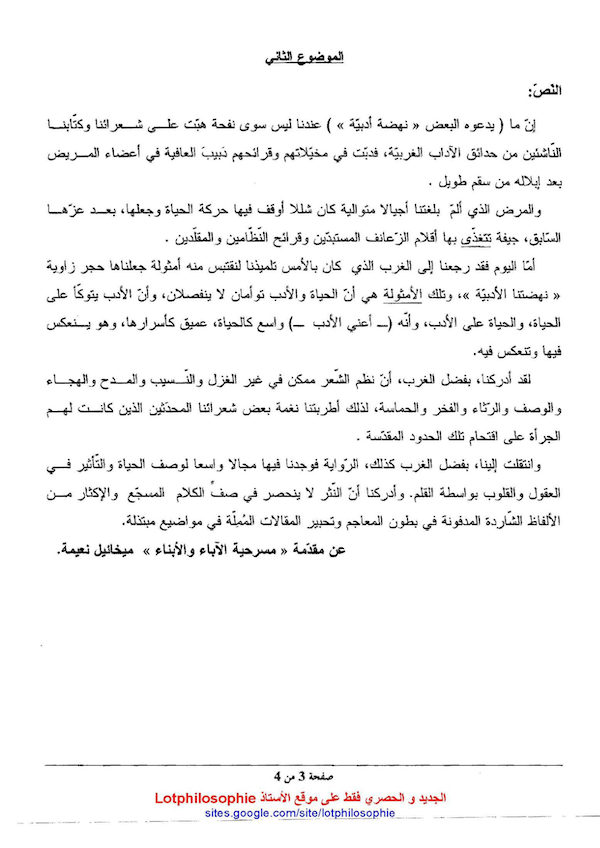 الموضوع الثاني
النّصّ:
إنّ ما ( يدعوه البعض « نهضة أدبيّة » ) عندنا ليس سوى نفحة هبّت على شعرائنا وكتّابنا
النّاشئين من حدائق الآداب الغربيّة، فدبّت في مخيّلاتهم وقرائحهم دَبيبَ العافية في أعضاء المريض
بعد إبلاله من سقم طويل .
والمرض الذي ألمّ بلغتنا أجيالا متوالية كان شللا أوقف فيها حركة الحياة وجعلها، بعد عزّها
السّابق، جيفة تتغذّى بها أقلام الزّعانف المستبدّين وقرائح النّظّامين والمقلّدين .
أمّا اليوم فقد رجعنا إلى الغرب الذي كان بالأمس تلميذنا لنقتبس منه أمثولة جعلناها حجر زاوية
« نهضتنا الأدبيّة »، وتلك الأمثولة هي أنّ الحياة والأدب توأمان لا ينفصلان، وأنّ الأدب يتوكّأ على
الحياة، والحياة على الأدب، وأنّه (ـ أعني الأدب ـ) واسع كالحياة، عميق كأسرارها، وهو ينعكس
فيها وتنعكس فيه.
لقد أدركنا، بفضل الغرب، أنّ نظم الشّعر ممكن في غير الغزل والنّسيب والمدح والهجاء
والوصف والرّثاء والفخر والحماسة، لذلك أطربتنا نغمة بعض شعرائنا المحدَثين الذين كانت لهم
الجرأة على اقتحام تلك الحدود المقدّسة .
وانتقلت إلينا، بفضل الغرب كذلك، الرّواية فوجدنا فيها مجالا واسعا لوصف الحياة والتّأثير في
العقول والقلوب بواسطة القلم. وأدركنا أنّ النّثر لا ينحصر في صفّ الكلام المسجّع والإكثار من
الألفاظ الشّاردة المدفونة في بطون المعاجم وتحبير المقالات المُملّة في مواضيع مبتذلة.
عن مقدّمة « مسرحية الآباء والأبناء » ميخائيل نعيمة.
صفحة 3 من 4
الجديد و الحصري فقط على موقع الأستاذ Lotphilosophie
sites.google.com/site/lotphilosophie